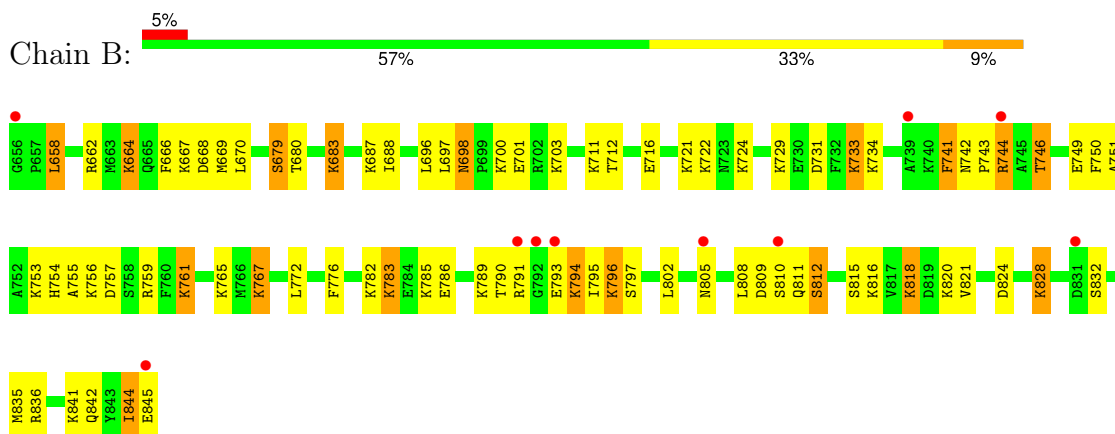 5%
Chain B:
57% 33% 9%
G656 P657 L658 R662 M663 K664 Q665 F666 K667 D668 M669 L670 S679 T680 K683 K687 I688 L696 L697 N698 P699 K700 E701 R702 K703 K711 T712 E716 K721 K722 N723 K724 K729 E730 D731 F732 K733 K734 A739 K740 F741 N742 P743 R744 A745 T746 E749 F750 A751
A752 K753 H754 A755 K756 D757 S758 R759 F760 K761 K765 M766 K767 L772 F776 K782 K783 E784 K785 E786 K789 T790 R791 G792 E793 K794 I795 K796 S797 L802 N805 L808 D809 S810 Q811 S812 S815 K816 V817 K818 D819 K820 V821 D824 K828 D831 S832
M835 R836 K841 Q842 Y843 I844 E845